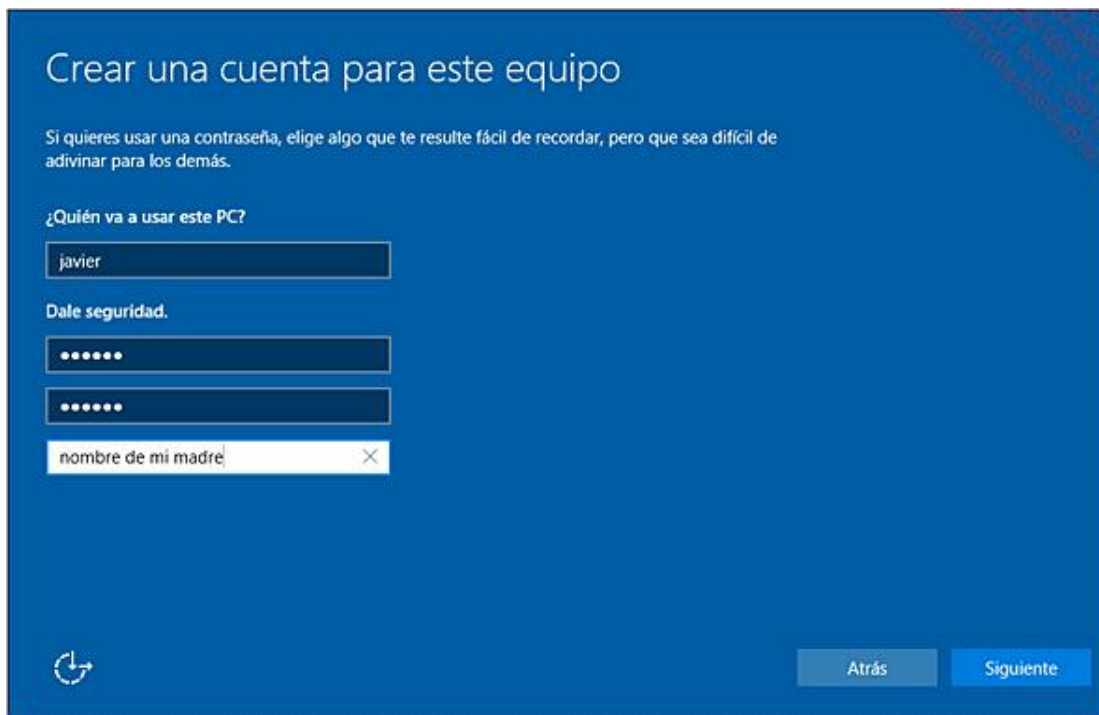 Crear una cuenta para este equipo
Si quieres usar una contraseña, elige algo que te resulte fácil de recordar, pero que sea difícil de
adivinar para los demás.
¿Quién va a usar este PC?
javier
Dale seguridad.
••••••
••••••
nombre de mi madre
Atrás
Siguiente